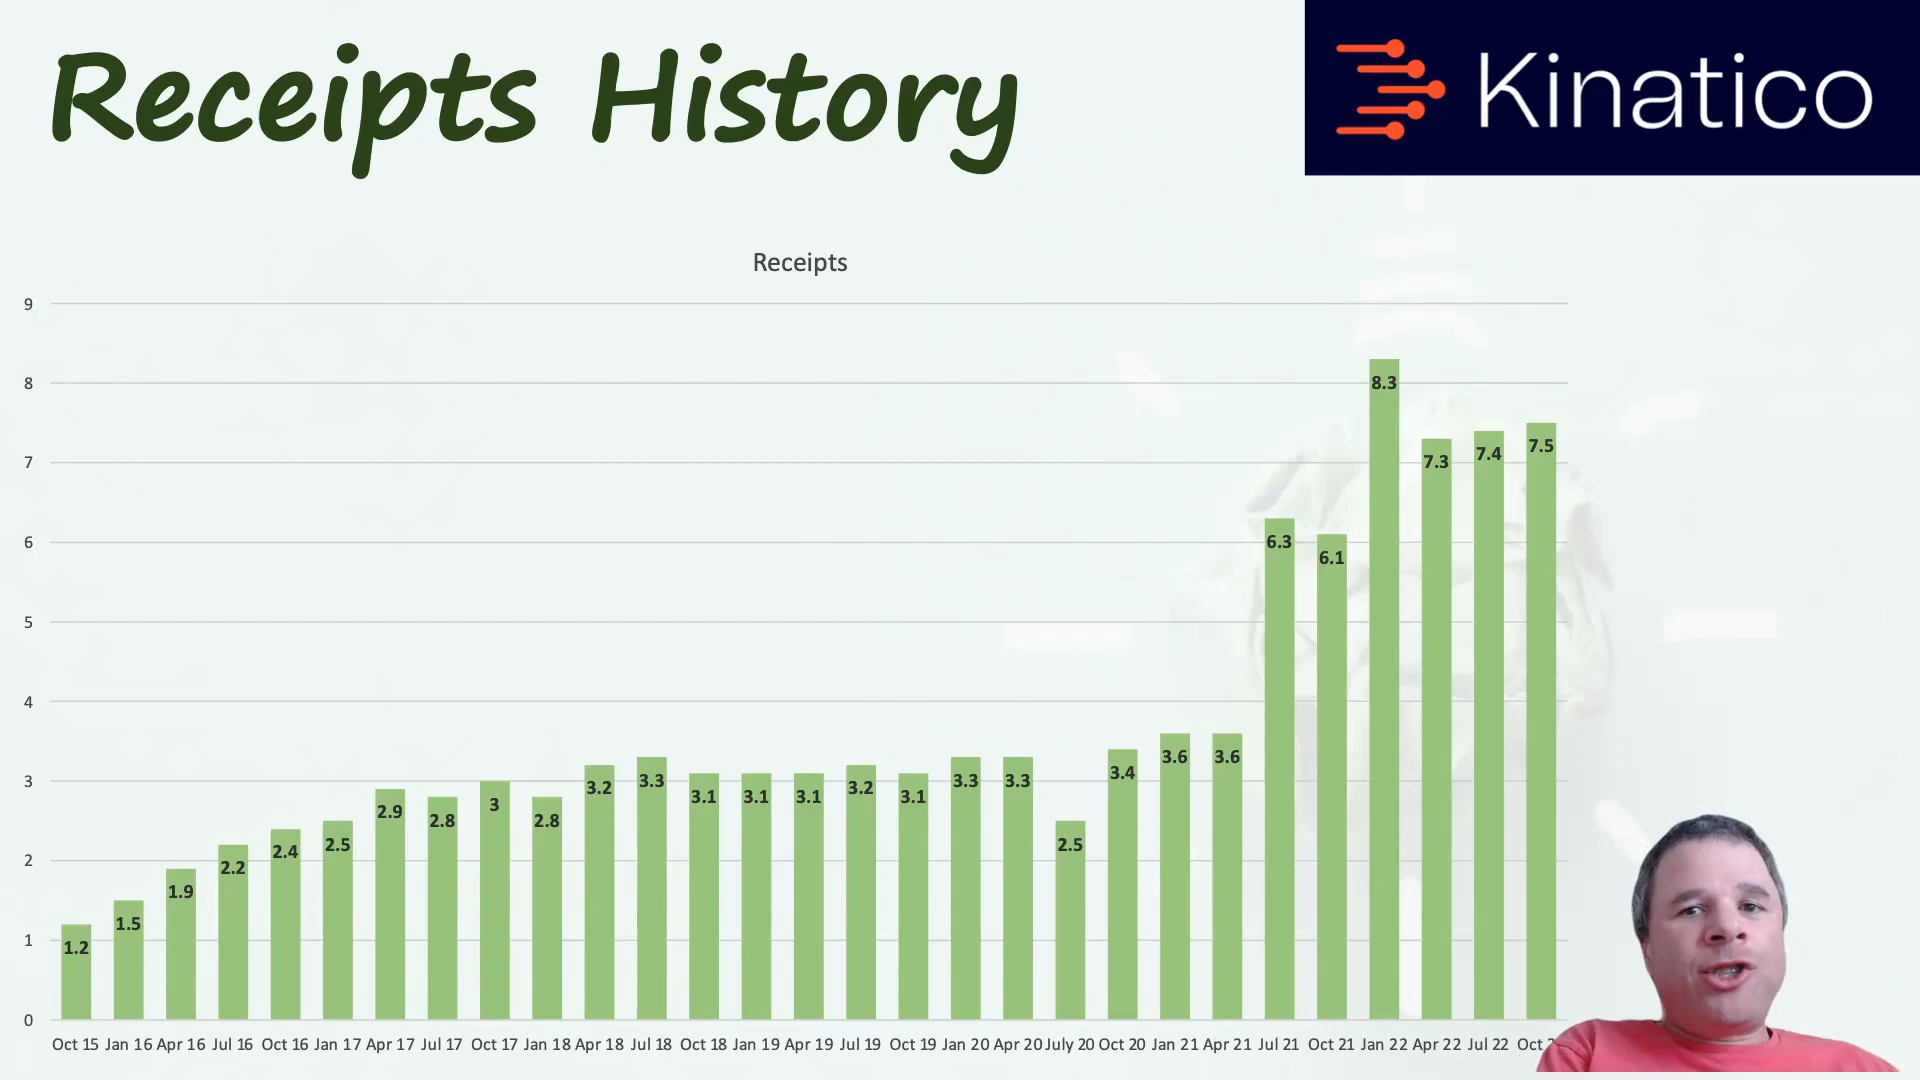 Receipts History
Kinatico
Receipts
9
8
7
6
5
4
3
2
1
0
1.2 1.5 1.9 2.2 2.4 2.5 2.9 2.8 3 2.8 3.2 3.3 3.1 3.1 3.1 3.2 3.1 3.3 3.3 2.5 3.4 3.6 3.6 6.3 6.1 8.3 7.3 7.4 7.5
Oct 15 Jan 16 Apr 16 Jul 16 Oct 16 Jan 17 Apr 17 Jul 17 Oct 17 Jan 18 Apr 18 Jul 18 Oct 18 Jan 19 Apr 19 Jul 19 Oct 19 Jan 20 Apr 20 July 20 Oct 20 Jan 21 Apr 21 Jul 21 Oct 21 Jan 22 Apr 22 Jul 22 Oct